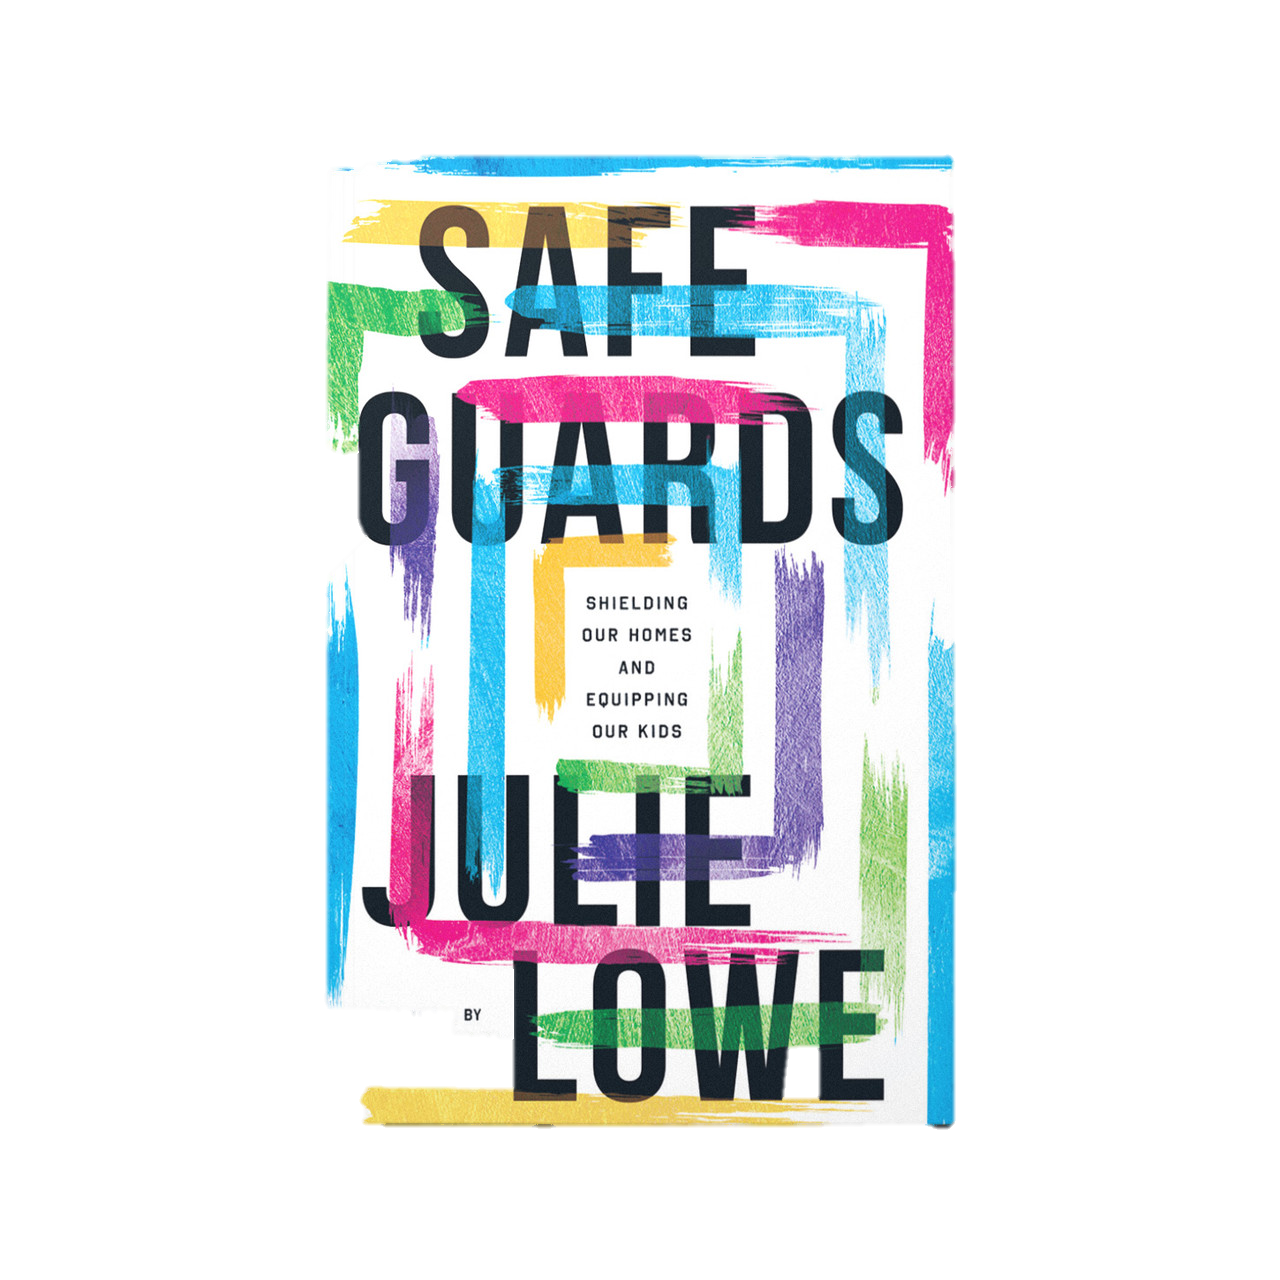 SAFE
GUARDS
SHIELDING
OUR HOMES
AND
EQUIPPING
OUR KIDS
JULIE
BY
LOWE